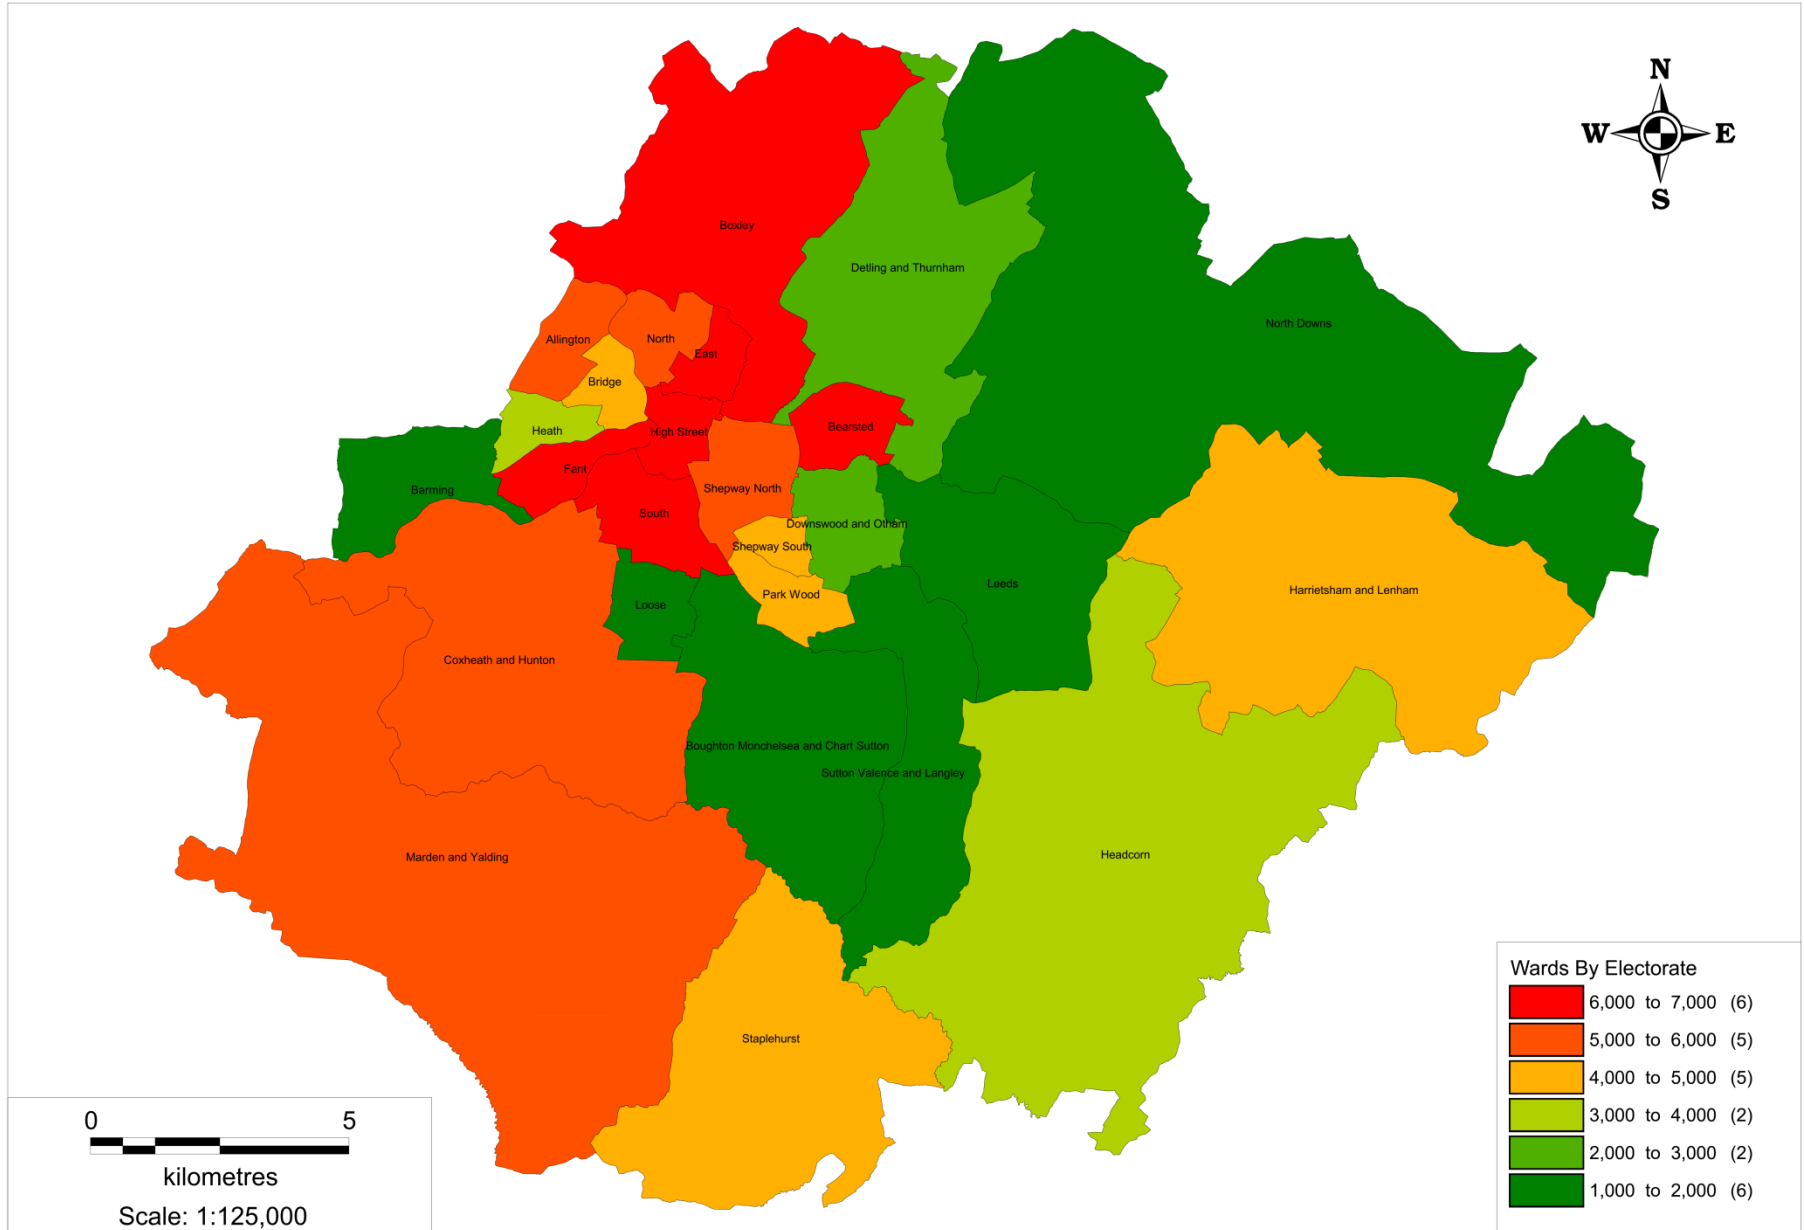 N
W E
S
Boxley
Detling and Thurnham
North Downs
Allington
North
East
Bridge
Heath
High Street
Bearsted
Fant
Barming
Shepway North
South
Downswood and Otham
Shepway South
Leeds
Harrietsham and Lenham
Park Wood
Loose
Coxheath and Hunton
Boughton Monchelsea and Chart Sutton
Sutton Valence and Langley
Marden and Yalding
Headcorn
Staplehurst
Wards By Electorate
6,000 to 7,000 (6)
5,000 to 6,000 (5)
4,000 to 5,000 (5)
3,000 to 4,000 (2)
2,000 to 3,000 (2)
1,000 to 2,000 (6)
0 5
kilometres
Scale: 1:125,000